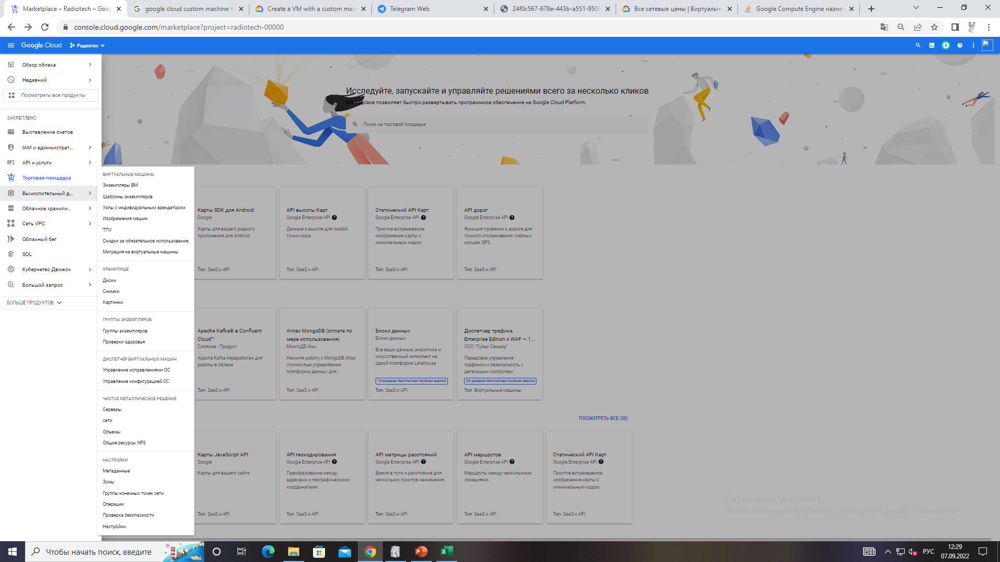 Marketplace – Radiotech – Goog
google cloud custom machine ty
Create a VM with a custom mach
Telegram Web
24f0c567-678e-443b-a551-9506
Все сетевые цены | Виртуально
Google Compute Engine назнач
console.cloud.google.com/marketplace?project=radiotech-00000
Google Cloud
Радиотех
5
Обзор облака
Недавний
Посмотреть все продукты
ЗАКРЕПЛЕНО
Выставление счетов
IAM и администрат...
API
API и услуги
Торговая площадка
Вычислительный д...
Облачное хранили...
Сеть VPC
Облачный бег
SQL
Кубернетес Движок
Большой запрос
БОЛЬШЕ ПРОДУКТОВ
ВИРТУАЛЬНЫЕ МАШИНЫ
Экземпляры ВМ
Шаблоны экземпляров
Узлы с индивидуальным арендатором
Изображения машин
ТПУ
Скидки за обязательное использование
Миграция на виртуальные машины
ХРАНИЛИЩЕ
Диски
Снимки
Картинки
ГРУППЫ ЭКЗЕМПЛЯРОВ
Группы экземпляров
Проверки здоровья
ДИСПЕТЧЕР ВИРТУАЛЬНЫХ МАШИН
Управление исправлениями ОС
Управление конфигурацией ОС
ЧИСТОЕ МЕТАЛЛИЧЕСКОЕ РЕШЕНИЕ
Серверы
сети
Объемы
Общие ресурсы NFS
НАСТРОЙКИ
Метаданные
Зоны
Группы конечных точек сети
Операции
Проверка безопасности
Настройки
Исследуйте, запускайте и управляйте решениями всего за несколько кликов
Marketplace позволяет быстро развертывать программное обеспечение на Google Cloud Platform.
Поиск на торговой площадке
Карты SDK для Android
Google
Карты для вашего родного
приложения для Android.
Тип SaaS и API
API высоты Карт
Google Enterprise API
Данные о высоте для любой
точки мира.
Тип SaaS и API
Статический API Карт
Google Enterprise API
Простое встраиваемое
изображение карты с
минимальным кодом.
Тип SaaS и API
API дорог
Google Enterprise API
Функция привязки к дороге для
точного отслеживания хлебных
крошек GPS.
Тип SaaS и API
Apache Kafka® в Confluent
Cloud™
Слияние - Продукт
Apache Kafka переработан для
работы в облаке
Тип SaaS и API
Атлас MongoDB (оплата по
мере использования)
МонгоДБ Инк.
Начните работу с MongoDB Atlas
(полностью управляемая
платформа данных для...
Тип SaaS и API
Блоки данных
Блоки данных
Все ваши данные, аналитика и
искусственный интеллект на
одной платформе Lakehouse
14-дневная бесплатная пробная версия
Тип SaaS и API
Диспетчер трафика
Enterprise Edition и WAF — 1...
ООО "Пульс Секьюр"
Передовое управление
трафиком и безопасность с
детальным контролем
30-дневная бесплатная пробная версия
Тип Виртуальные машины
ПОСМОТРЕТЬ ВСЕ (30)
Карты JavaScript API
Google
Карты для вашего сайта
Тип SaaS и API
API геокодирования
Google Enterprise API
Преобразование между
адресами и географическими
координатами.
Тип SaaS и API
API матрицы расстояний
Google Enterprise API
Время в пути и расстояние для
нескольких пунктов назначения.
Тип SaaS и API
API маршрутов
Google Enterprise API
Маршруты между несколькими
локациями.
Тип SaaS и API
Статический API Карт
Google Enterprise API
Простое встраиваемое
изображение карты с
минимальным кодом.
Тип SaaS и API
Активация Windows
Чтобы активировать Windows, перейдите в раздел "Параметры".
Чтобы начать поиск, введите
РУС
12:29
07.09.2022